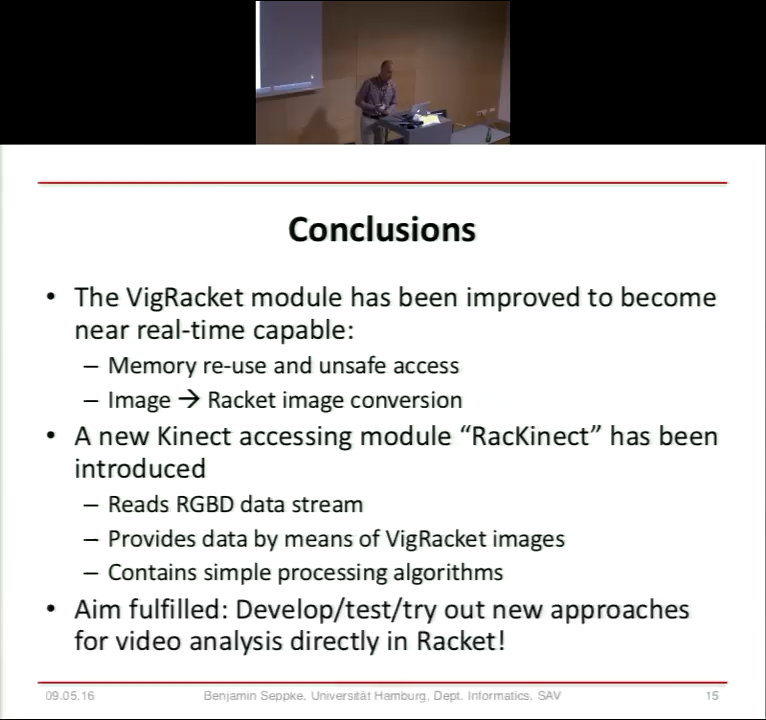 Conclusions
• The VigRacket module has been improved to become
near real-time capable:
– Memory re-use and unsafe access
– Image → Racket image conversion
• A new Kinect accessing module “RacKinect” has been
introduced
– Reads RGBD data stream
– Provides data by means of VigRacket images
– Contains simple processing algorithms
• Aim fulfilled: Develop/test/try out new approaches
for video analysis directly in Racket!
09.05.16 Benjamin Seppke, Universität Hamburg, Dept. Informatics, SAV 15